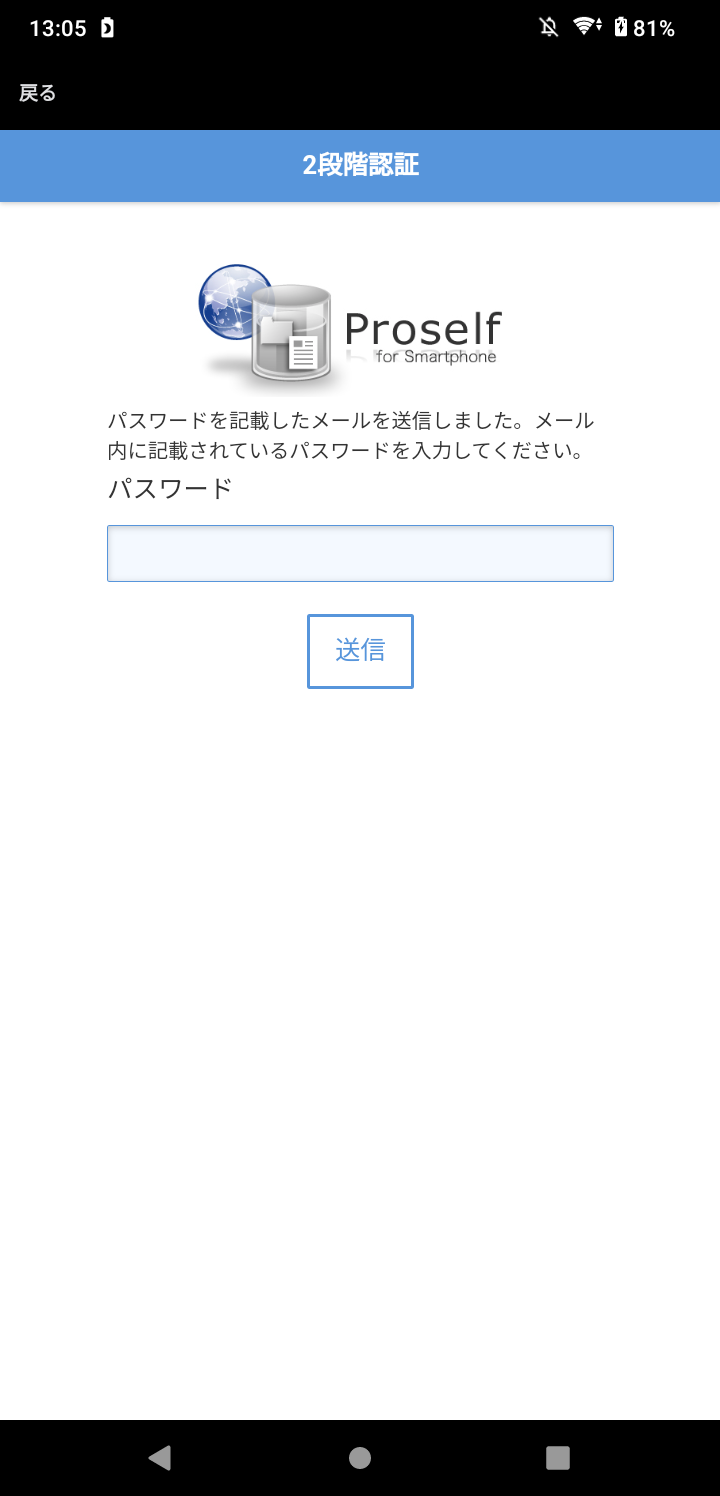 13:05
81%
戻る
2段階認証
Proself
for Smartphone
パスワードを記載したメールを送信しました。メール
内に記載されているパスワードを入力してください。
パスワード
送信